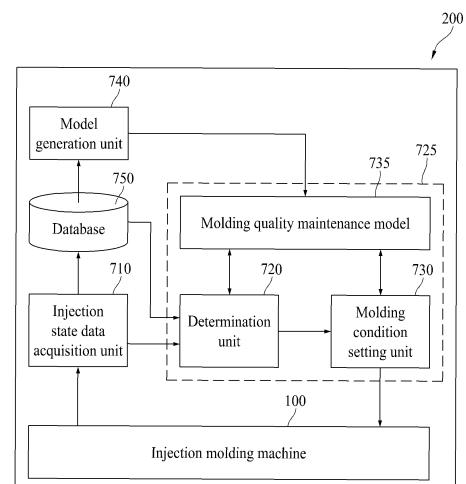 200
740
Model
generation unit
725
735
750
Molding quality maintenance model
Database
710
720
730
Injection
state data
acquisition unit
Determination
unit
Molding
condition
setting unit
100
Injection molding machine